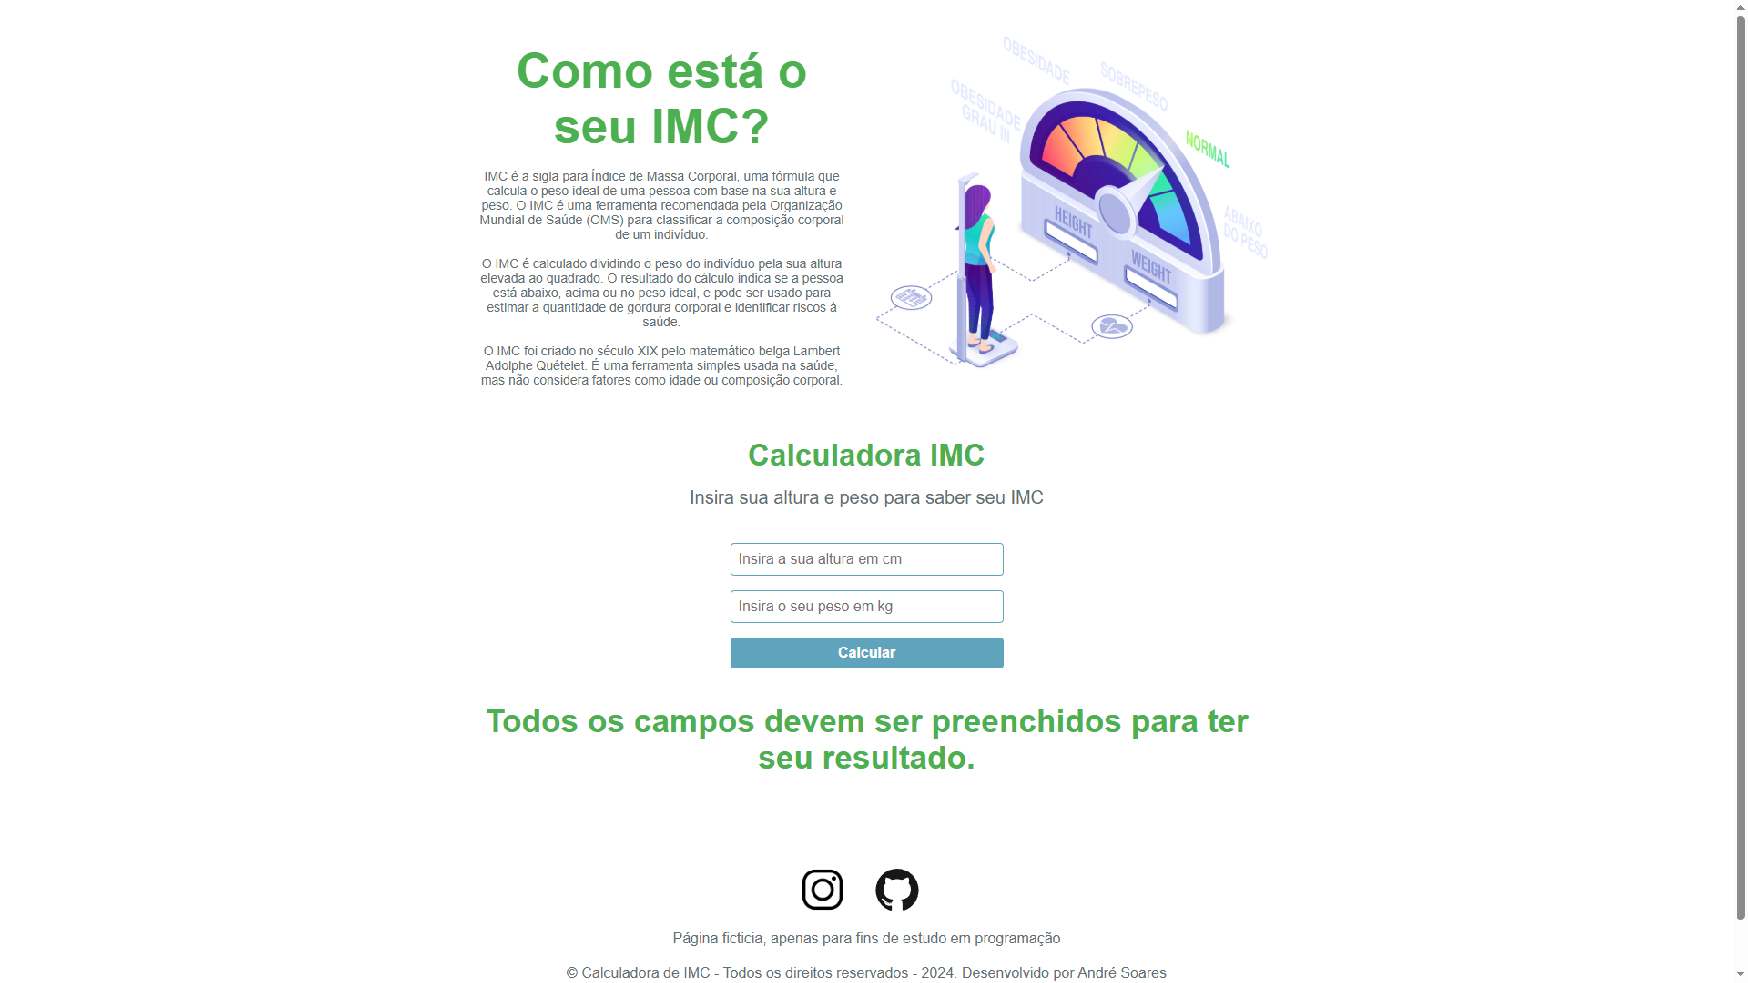 Como está o
seu IMC?
IMC é a sigla para Índice de Massa Corporal, uma fórmula que
calcula o peso ideal de uma pessoa com base na sua altura e
peso. O IMC é uma ferramenta recomendada pela Organização
Mundial de Saúde (OMS) para classificar a composição corporal
de um indivíduo.
O IMC é calculado dividindo o peso do indivíduo pela sua altura
elevada ao quadrado. O resultado do cálculo indica se a pessoa
está abaixo, acima ou no peso ideal, e pode ser usado para
estimar a quantidade de gordura corporal e identificar riscos à
saúde.
O IMC foi criado no século XIX pelo matemático belga Lambert
Adolphe Quételet. É uma ferramenta simples usada na saúde,
mas não considera fatores como idade ou composição corporal.
OBESIDADE
SOBREPESO
OBESIDADE
GRAU III
NORMAL
ABAIXO
DO PESO
HEIGHT
WEIGHT
Calculadora IMC
Insira sua altura e peso para saber seu IMC
Insira a sua altura em cm
Insira o seu peso em kg
Calcular
Todos os campos devem ser preenchidos para ter
seu resultado.
Página ficticia, apenas para fins de estudo em programação
© Calculadora de IMC - Todos os direitos reservados - 2024. Desenvolvido por André Soares